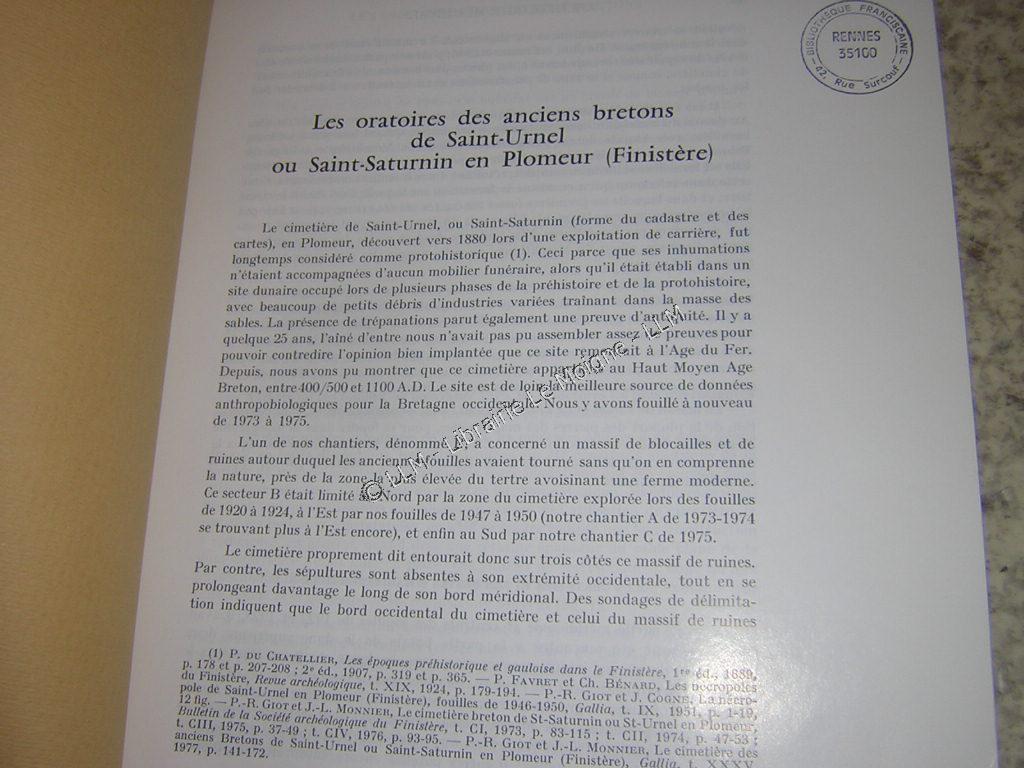 BIBLIOTHÈQUE FRANCISCAINE
RENNES
35100
42, Rue Surcouf
Les oratoires des anciens bretons
de Saint-Urnel
ou Saint-Saturnin en Plomeur (Finistère)
Le cimetière de Saint-Urnel, ou Saint-Saturnin (forme du cadastre et des
cartes), en Plomeur, découvert vers 1880 lors d'une exploitation de carrière, fut
longtemps considéré comme protohistorique (1). Ceci parce que ses inhumations
n'étaient accompagnées d'aucun mobilier funéraire, alors qu'il était établi dans un
site dunaire occupé lors de plusieurs phases de la préhistoire et de la protohistoire,
avec beaucoup de petits débris d'industries variées traînant dans la masse des
sables. La présence de trépanations parut également une preuve d'antiquité. Il y a
quelque 25 ans, l'aîné d'entre nous n'avait pas pu assembler assez de preuves pour
pouvoir contredire l'opinion bien implantée que ce site remontait à l'Age du Fer.
Depuis, nous avons pu montrer que ce cimetière appartient au Haut Moyen Age
Breton, entre 400/500 et 1100 A.D. Le site est de loin la meilleure source de données
anthropobiologiques pour la Bretagne occidentale. Nous y avons fouillé à nouveau
de 1973 à 1975.
L'un de nos chantiers, dénommé B, a concerné un massif de blocailles et de
ruines autour duquel les anciennes fouilles avaient tourné sans qu'on en comprenne
la nature, près de la zone la plus élevée du tertre avoisinant une ferme moderne.
Ce secteur B était limité au Nord par la zone du cimetière explorée lors des fouilles
de 1920 à 1924, à l'Est par nos fouilles de 1947 à 1950 (notre chantier A de 1973-1974
se trouvant plus à l'Est encore), et enfin au Sud par notre chantier C de 1975.
Le cimetière proprement dit entourait donc sur trois côtés ce massif de ruines.
Par contre, les sépultures sont absentes à son extrémité occidentale, tout en se
prolongeant davantage le long de son bord méridional. Des sondages de délimita-
tion indiquent que le bord occidental du cimetière et celui du massif de ruines
(1) P. DU CHATELLIER, Les époques préhistorique et gauloise dans le Finistère, 1re éd., 1889,
p. 178 et p. 207-208 ; 2e éd., 1907, p. 319 et p. 365. — P. FAVRET et Ch. BÉNARD, Les nécropoles
du Finistère, Revue archéologique, t. XIX, 1924, p. 179-194. — P.-R. GIOT et J. COGNÉ, La nécro-
pole de Saint-Urnel en Plomeur (Finistère), fouilles de 1946-1950, Gallia, t. IX, 1951, p. 1-19,
12 fig. — P.-R. GIOT et J.-L. MONNIER, Le cimetière breton de St-Saturnin ou St-Urnel en Plomeur,
Bulletin de la Société archéologique du Finistère, t. CI, 1973, p. 83-115 ; t. CII, 1974, p. 47-53 ;
t. CIII, 1975, p. 37-49 ; t. CIV, 1976, p. 93-95. — P.-R. GIOT et J.-L. MONNIER, Le cimetière des
anciens Bretons de Saint-Urnel ou Saint-Saturnin en Plomeur (Finistère), Gallia, t. XXXV,
1977, p. 141-172.
© LLM - Librairie Le Moigne - LLM